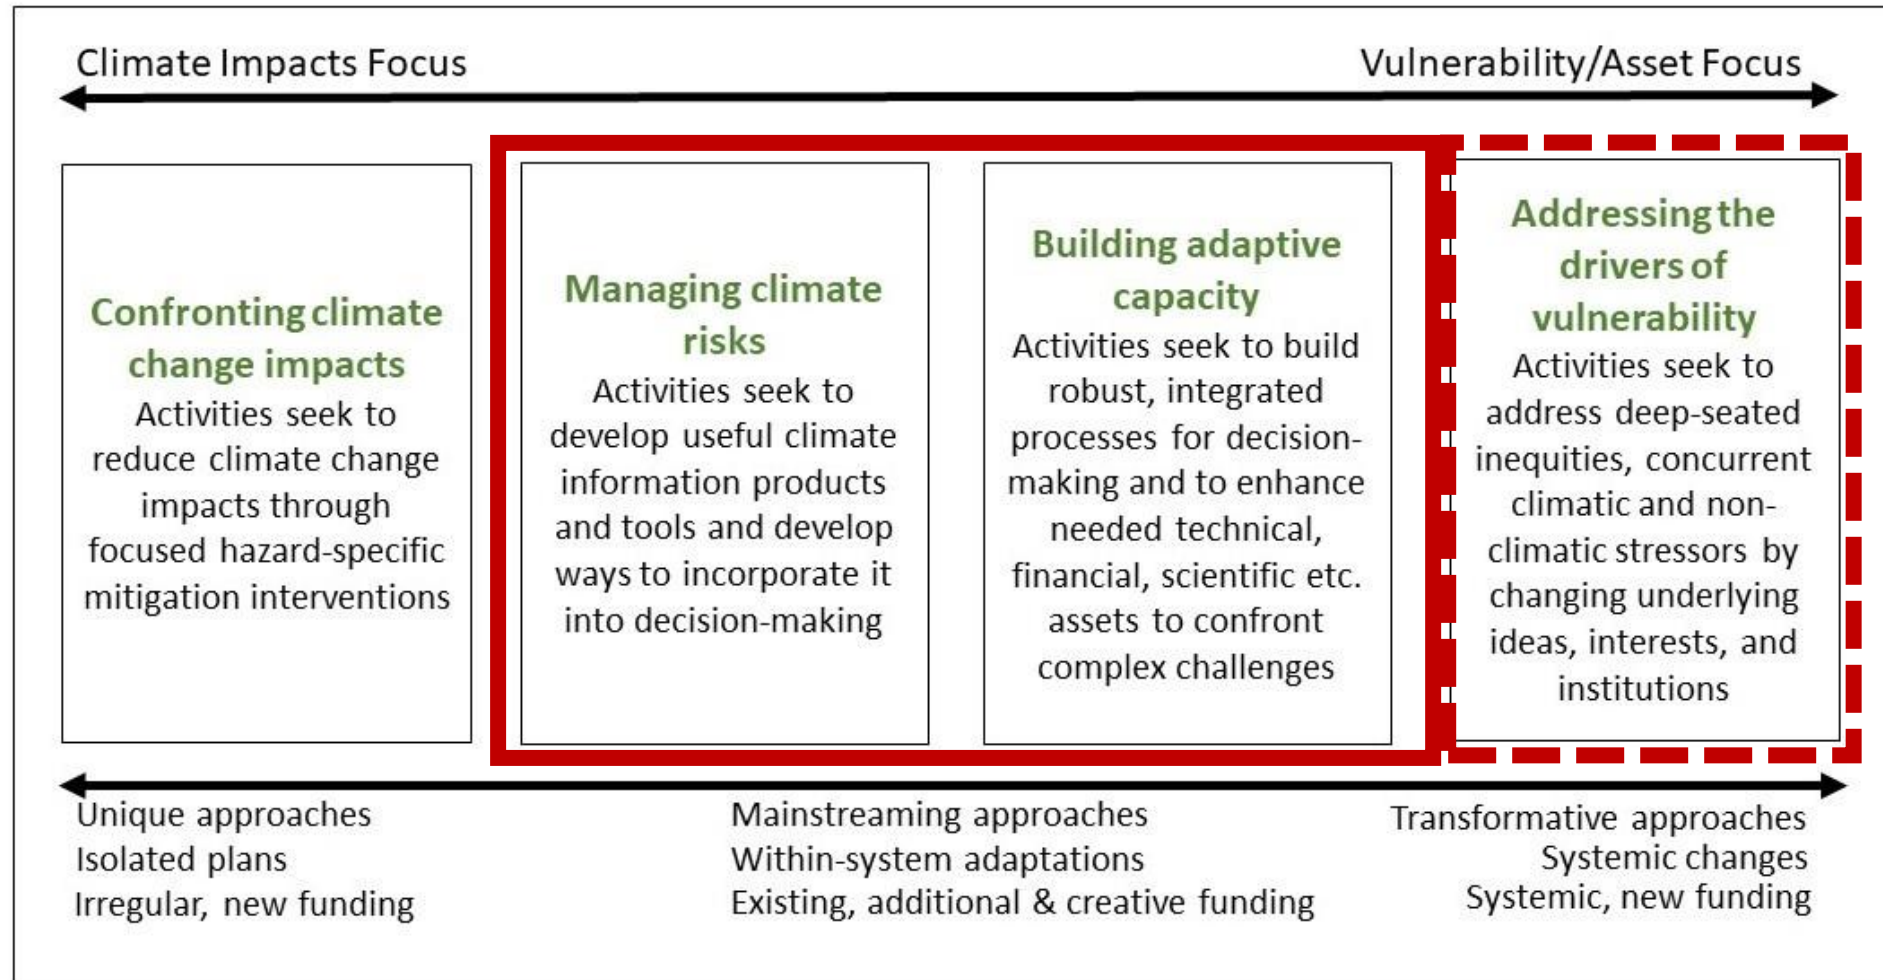 Climate Impacts Focus
Vulnerability/Asset Focus
Confronting climate
change impacts
Activities seek to
reduce climate change
impacts through
focused hazard-specific
mitigation interventions
Managing climate
risks
Activities seek to
develop useful climate
information products
and tools and develop
ways to incorporate it
into decision-making
Building adaptive
capacity
Activities seek to build
robust, integrated
processes for decision-
making and to enhance
needed technical,
financial, scientific etc.
assets to confront
complex challenges
Addressing the
drivers of
vulnerability
Activities seek to
address deep-seated
inequities, concurrent
climatic and non-
climatic stressors by
changing underlying
ideas, interests, and
institutions
Unique approaches
Isolated plans
Irregular, new funding
Mainstreaming approaches
Within-system adaptations
Existing, additional & creative funding
Transformative approaches
Systemic changes
Systemic, new funding